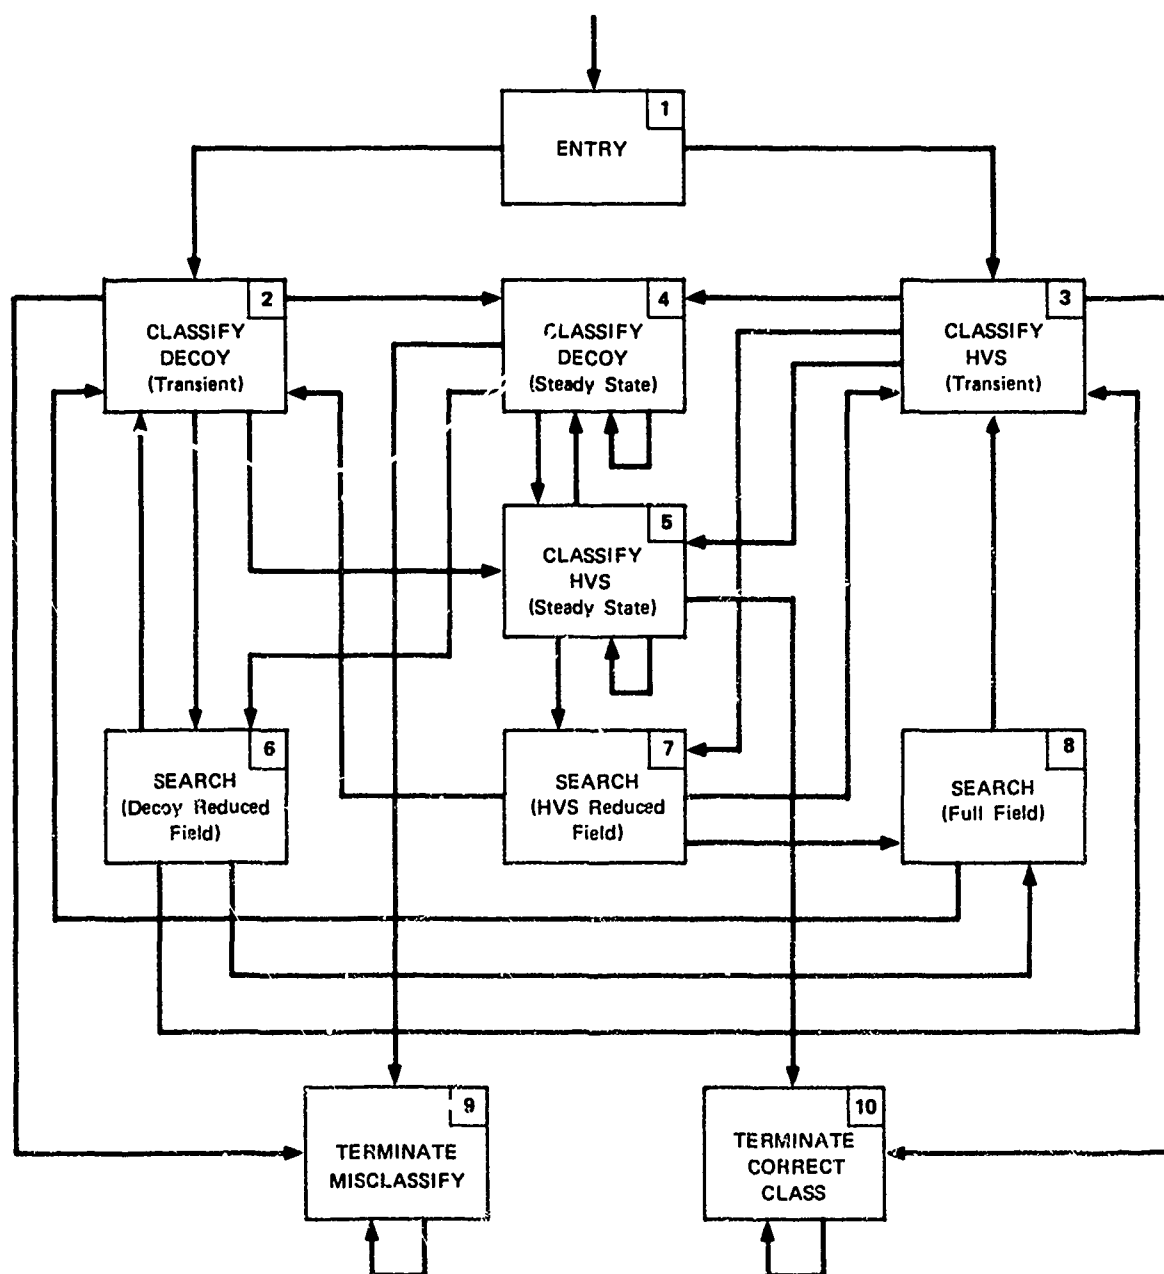 1
ENTRY
2
CLASSIFY
DECOY
(Transient)
4
CLASSIFY
DECOY
(Steady State)
3
CLASSIFY
HVS
(Transient)
5
CLASSIFY
HVS
(Steady State)
6
SEARCH
(Decoy Reduced
Field)
7
SEARCH
(HVS Reduced
Field)
8
SEARCH
(Full Field)
9
TERMINATE
MISCLASSIFY
10
TERMINATE
CORRECT
CLASS